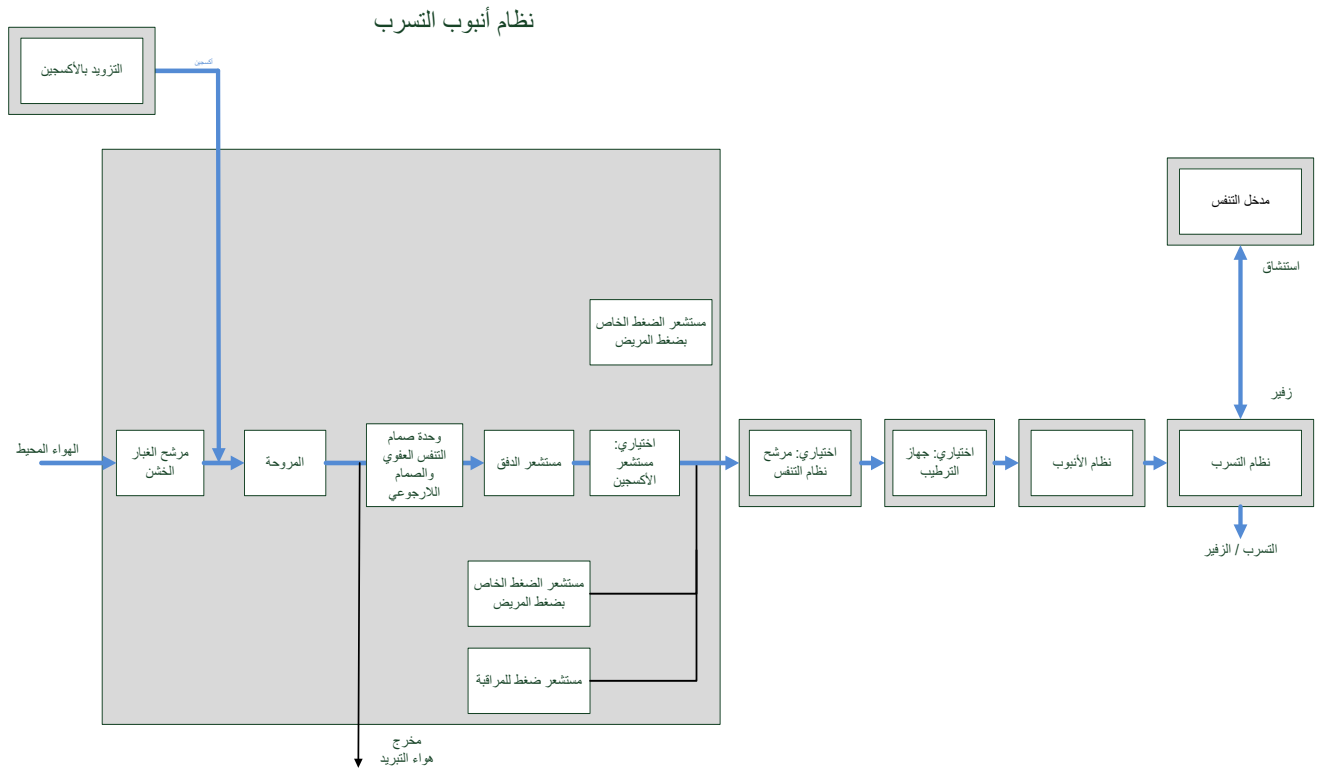 نظام أنبوب التسرب
التزويد بالأكسجين
أكسجين
مدخل التنفس
استنشاق
زفير
مستشعر الضغط الخاص
بضغط المريض
الهواء المحيط
مرشح الغبار
الخشن
المروحة
وحدة صمام
التنفس العفوي
والصمام
اللارجوعي
مستشعر الدفق
اختياري:
مستشعر
الأكسجين
اختياري: مرشح
نظام التنفس
اختياري: جهاز
الترطيب
نظام الأنبوب
نظام التسرب
التسرب / الزفير
مستشعر الضغط الخاص
بضغط المريض
مستشعر ضغط للمراقبة
مخرج
هواء التبريد